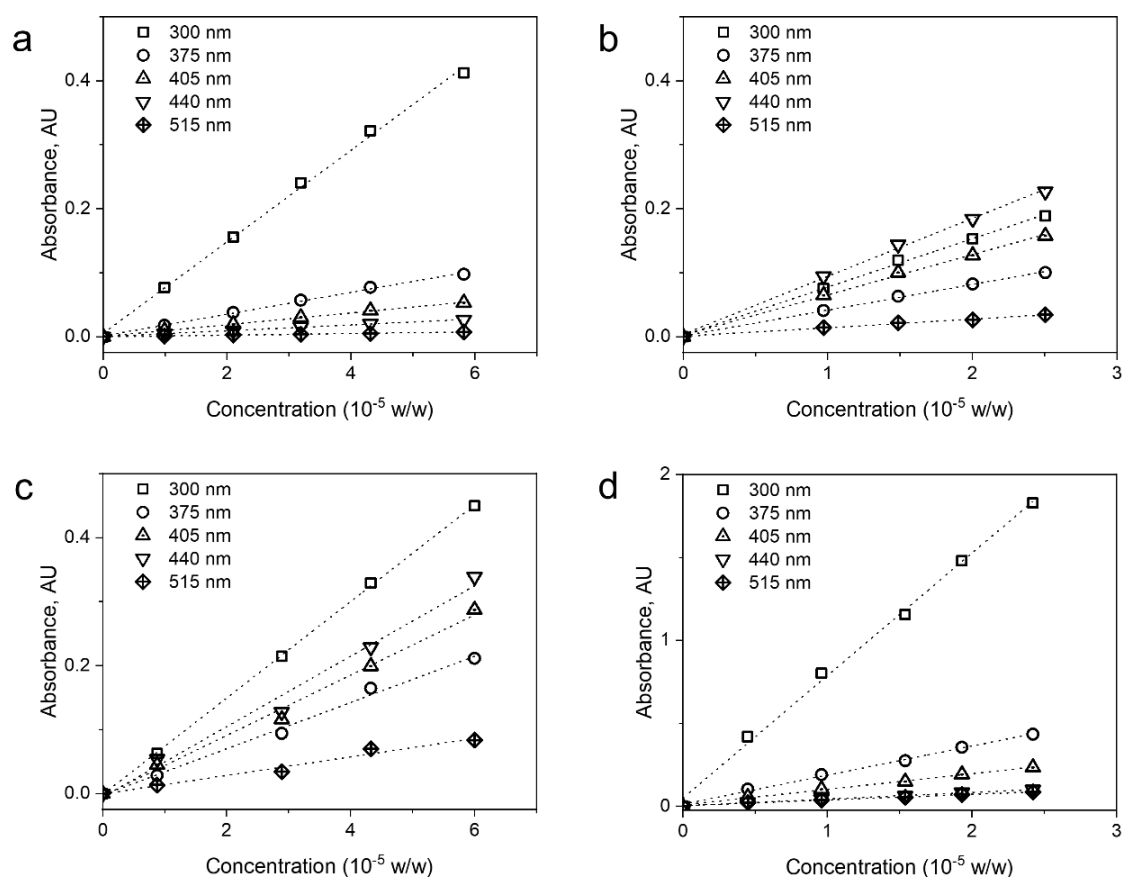 a
300 nm
375 nm
405 nm
440 nm
515 nm
0.4
0.2
0.0
Absorbance, AU
0 2 4 6
Concentration (10⁻⁵ w/w)
b
300 nm
375 nm
405 nm
440 nm
515 nm
0.4
0.2
0.0
Absorbance, AU
0 1 2 3
Concentration (10⁻⁵ w/w)
c
300 nm
375 nm
405 nm
440 nm
515 nm
0.4
0.2
0.0
Absorbance, AU
0 2 4 6
Concentration (10⁻⁵ w/w)
d
300 nm
375 nm
405 nm
440 nm
515 nm
2
1
0
Absorbance, AU
0 1 2 3
Concentration (10⁻⁵ w/w)